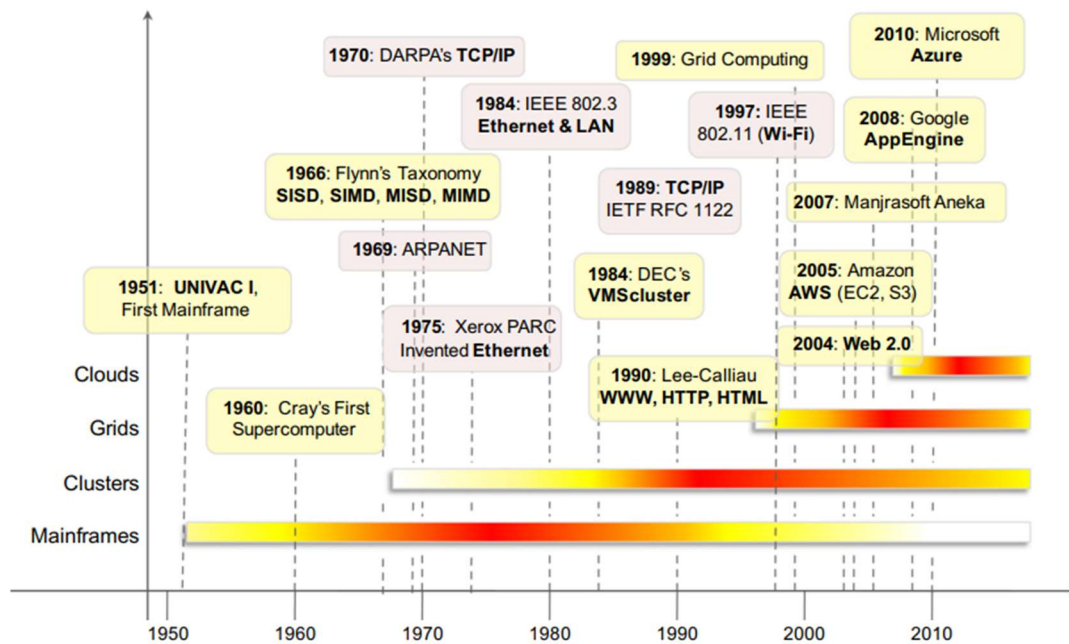 1970: DARPA's TCP/IP
1999: Grid Computing
2010: Microsoft
Azure
1984: IEEE 802.3
Ethernet & LAN
1997: IEEE
802.11 (Wi-Fi)
2008: Google
AppEngine
1966: Flynn's Taxonomy
SISD, SIMD, MISD, MIMD
1989: TCP/IP
IETF RFC 1122
2007: Manjrasoft Aneka
1969: ARPANET
1951: UNIVAC I,
First Mainframe
1984: DEC's
VMScluster
2005: Amazon
AWS (EC2, S3)
1975: Xerox PARC
Invented Ethernet
2004: Web 2.0
Clouds
1990: Lee-Calliau
WWW, HTTP, HTML
1960: Cray's First
Supercomputer
Grids
Clusters
Mainframes
1950 1960 1970 1980 1990 2000 2010